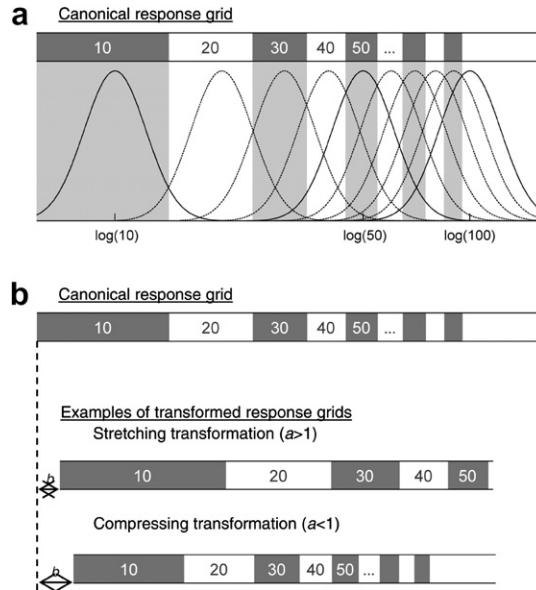 a
Canonical response grid
10 20 30 40 50 ...
log(10) log(50) log(100)
b
Canonical response grid
10 20 30 40 50 ...
Examples of transformed response grids
Stretching transformation (a>1)
b
10 20 30 40 50
Compressing transformation (a<1)
b
10 20 30 40 50 ...